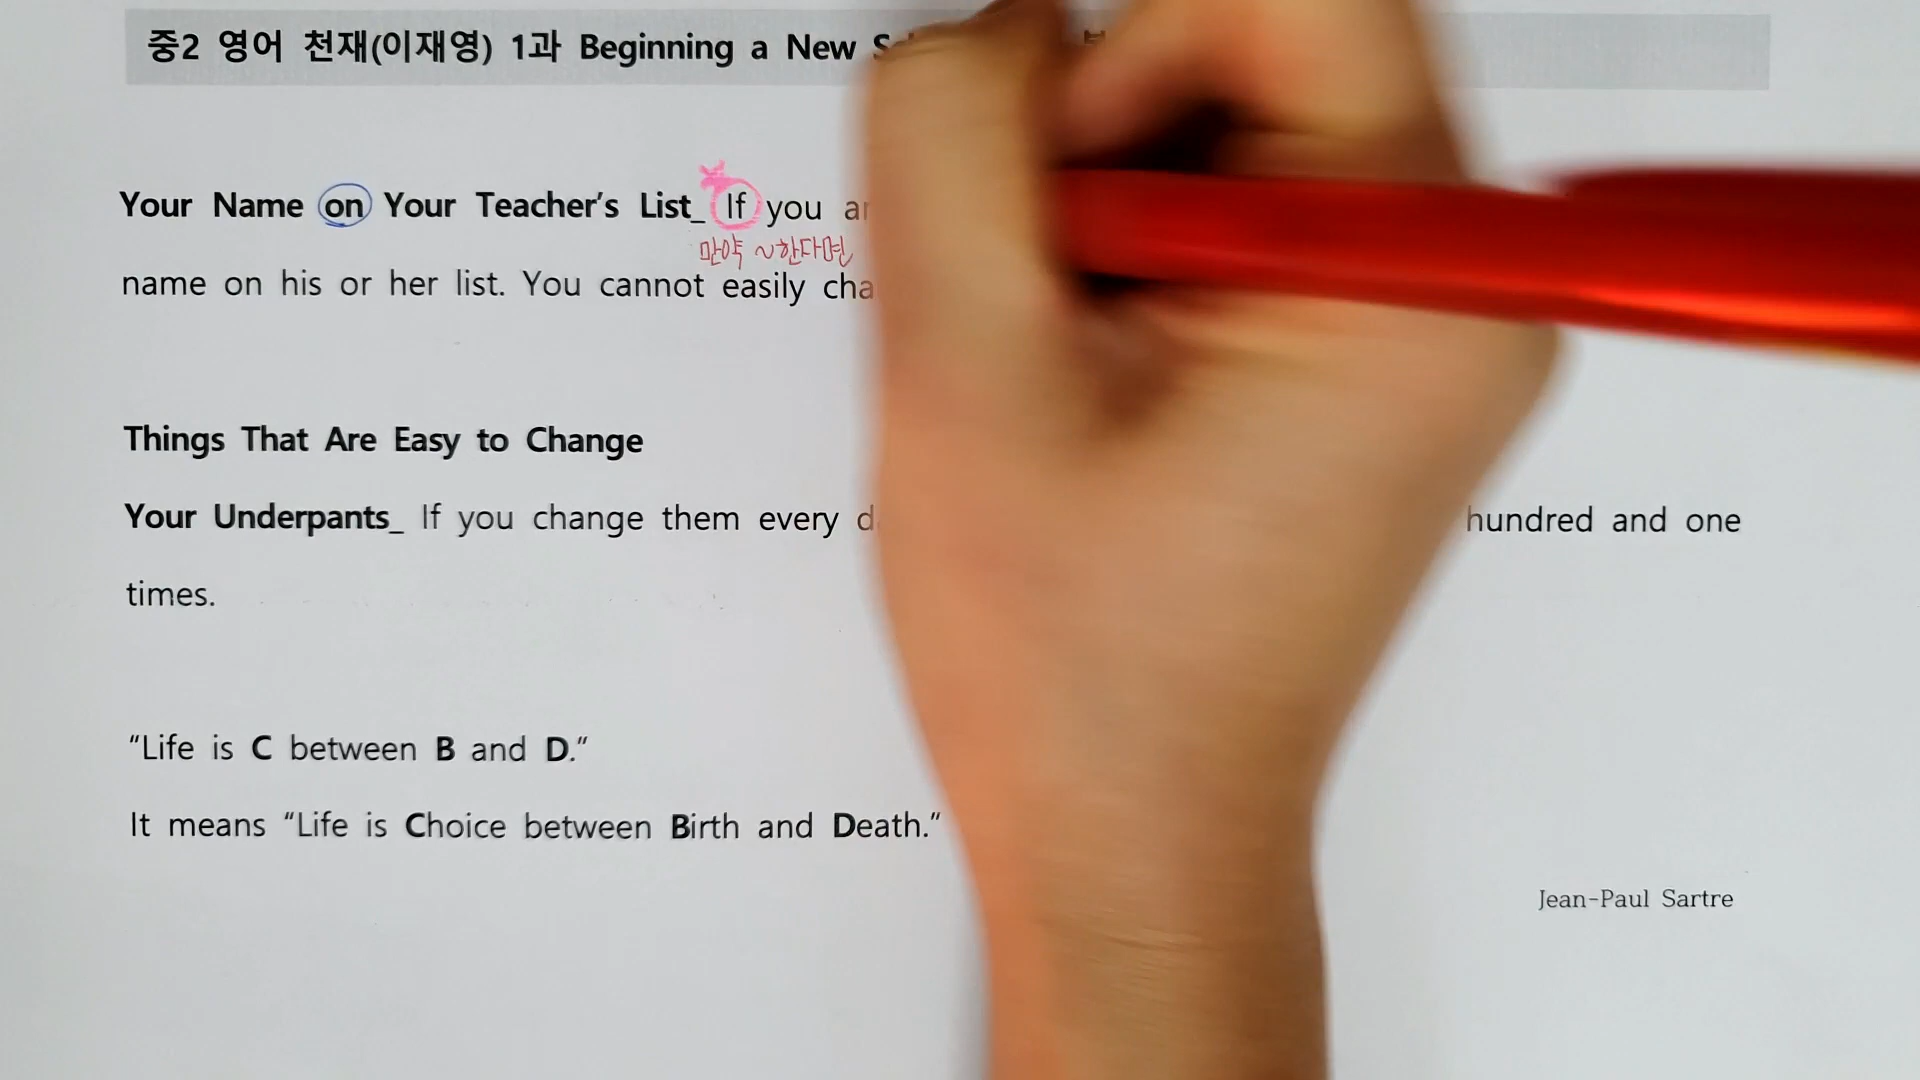 중2 영어 천재(이재영) 1과 Beginning a New
Your Name on Your Teacher's List_ If you
만약 ~한다면
name on his or her list. You cannot easily
Things That Are Easy to Change
Your Underpants_ If you change them every hundred and one
times.
“Life is C between B and D.”
It means “Life is Choice between Birth and Death.”
Jean-Paul Sartre